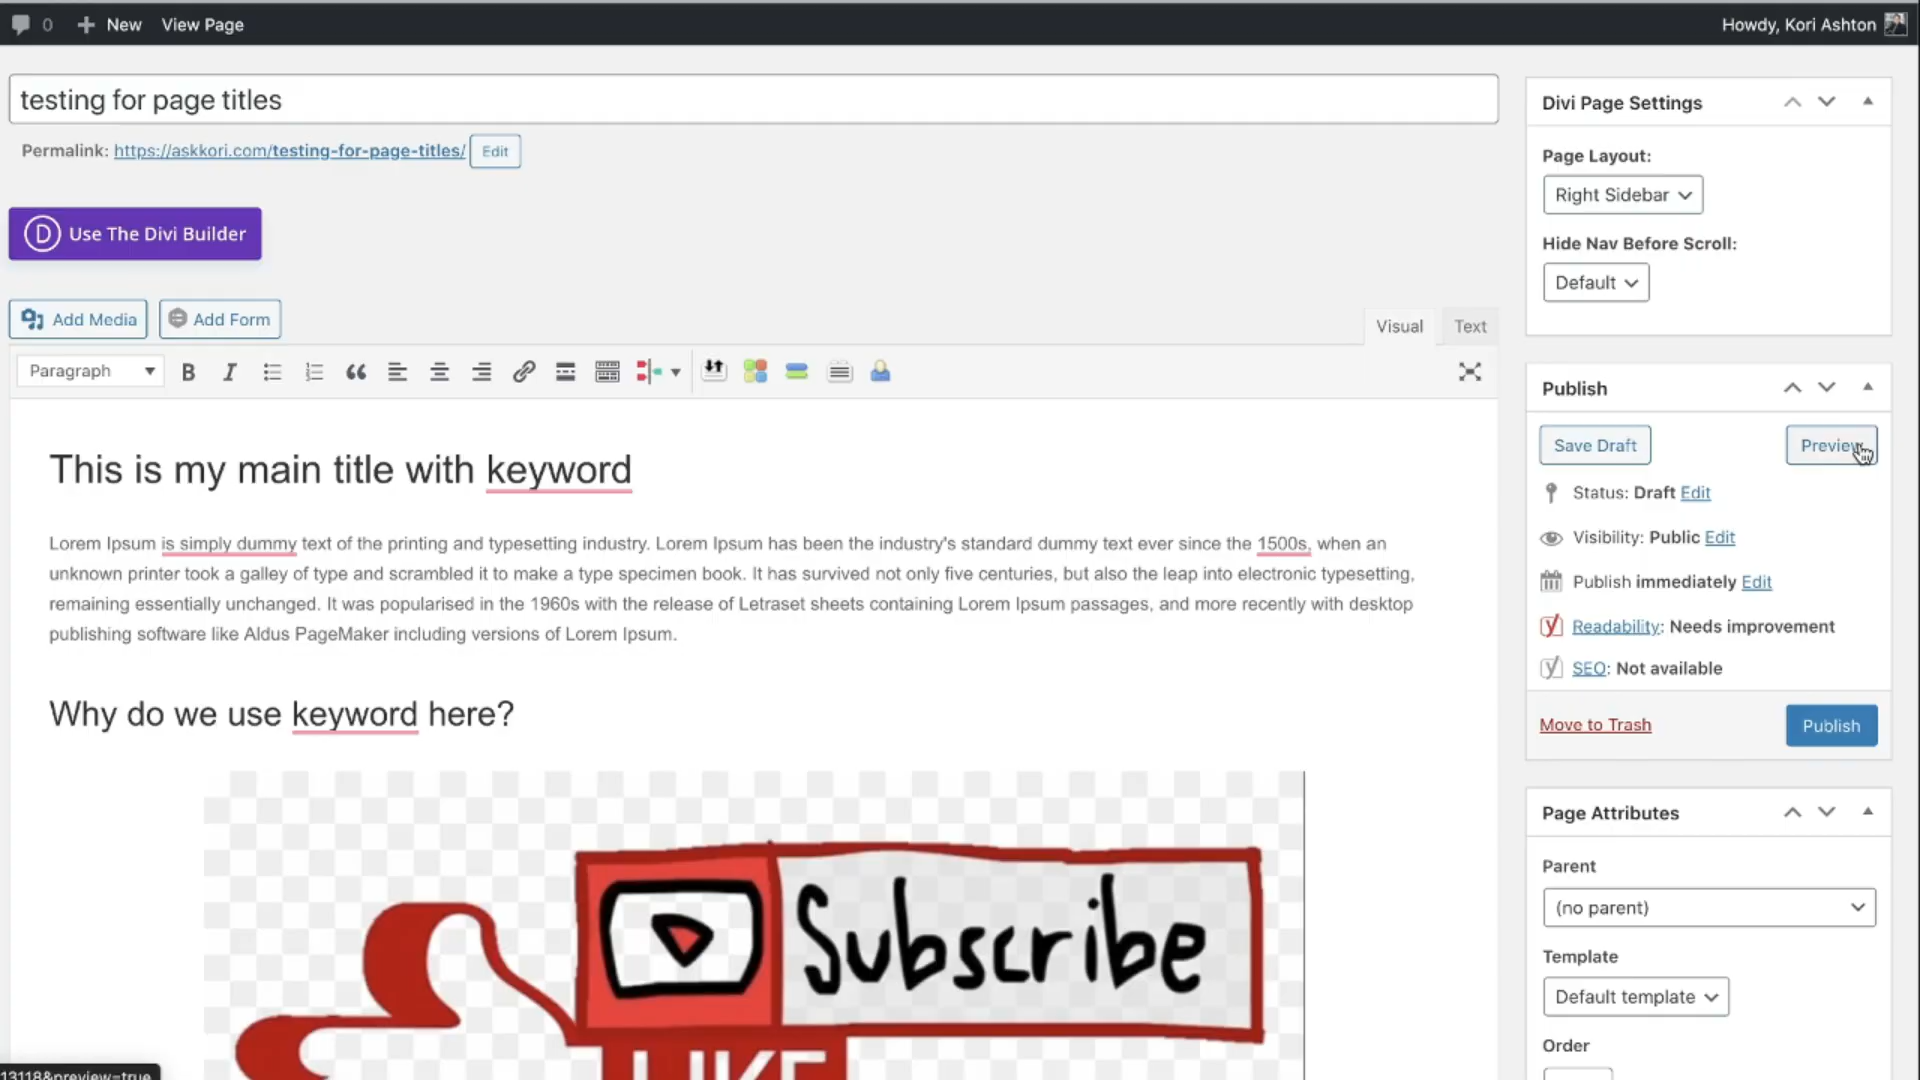 0 New View Page Howdy, Kori Ashton
testing for page titles
Permalink: https://askkori.com/testing-for-page-titles/ Edit
Use The Divi Builder
Add Media Add Form
Visual Text
Paragraph
This is my main title with keyword
Lorem Ipsum is simply dummy text of the printing and typesetting industry. Lorem Ipsum has been the industry's standard dummy text ever since the 1500s, when an
unknown printer took a galley of type and scrambled it to make a type specimen book. It has survived not only five centuries, but also the leap into electronic typesetting,
remaining essentially unchanged. It was popularised in the 1960s with the release of Letraset sheets containing Lorem Ipsum passages, and more recently with desktop
publishing software like Aldus PageMaker including versions of Lorem Ipsum.
Why do we use keyword here?
Subscribe
LIKE
13118&preview=true
Divi Page Settings
Page Layout:
Right Sidebar
Hide Nav Before Scroll:
Default
Publish
Save Draft Preview
Status: Draft Edit
Visibility: Public Edit
Publish immediately Edit
Readability: Needs improvement
SEO: Not available
Move to Trash Publish
Page Attributes
Parent
(no parent)
Template
Default template
Order